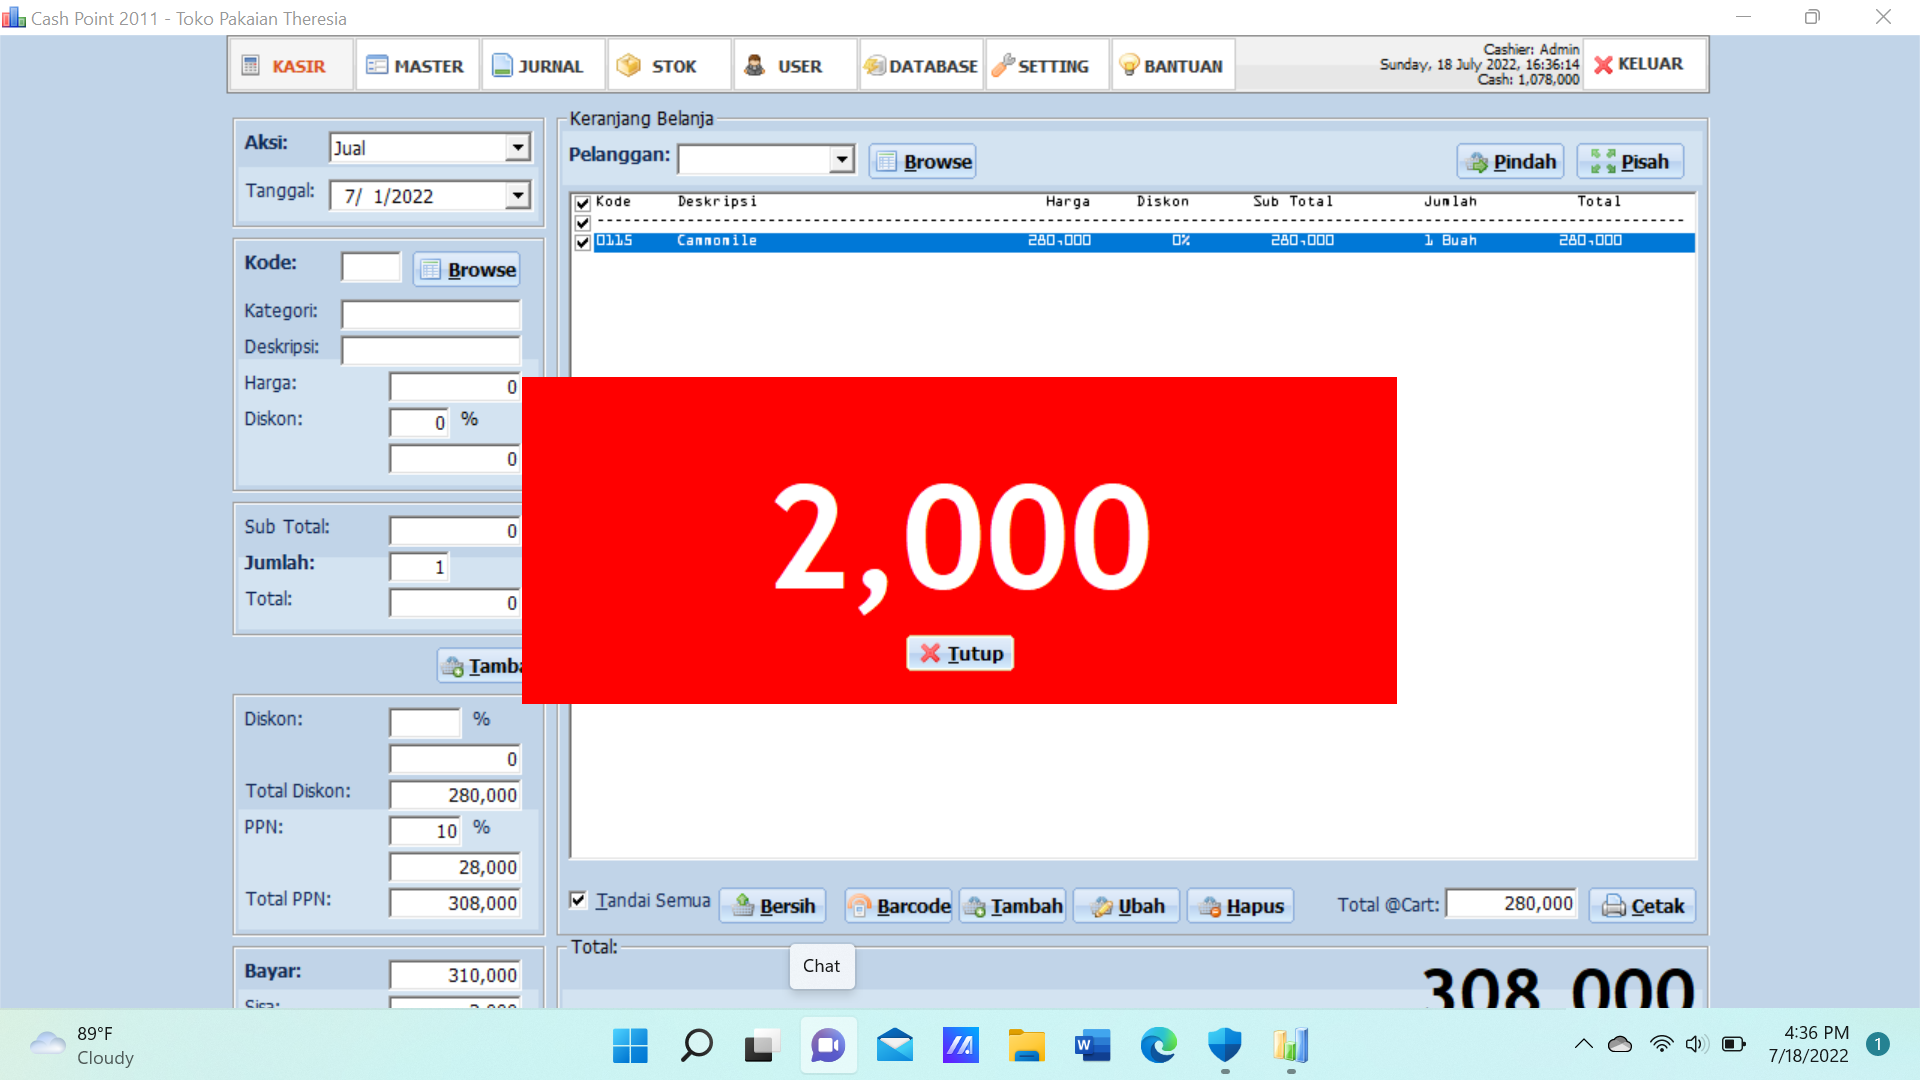 Cash Point 2011 - Toko Pakaian Theresia
KASIR
MASTER
JURNAL
STOK
USER
DATABASE
SETTING
BANTUAN
Cashier: Admin
Sunday, 18 July 2022, 16:36:14
Cash: 1,078,000
KELUAR
Aksi:
Jual
Tanggal:
7/ 1/2022
Kode:
Browse
Kategori:
Deskripsi:
Harga:
0
Diskon:
0 %
0
Sub Total:
0
Jumlah:
1
Total:
0
Diskon:
%
0
Total Diskon:
280,000
PPN:
10 %
28,000
Total PPN:
308,000
Bayar:
310,000
Keranjang Belanja
Pelanggan:
Browse
Pindah
Pisah
Kode Deskripsi Harga Diskon Sub Total Jumlah Total
0115 Cammomile 280,000 0% 280,000 1 Buah 280,000
2,000
Tutup
Tandai Semua
Bersih
Barcode
Tambah
Ubah
Hapus
Total @Cart:
280,000
Cetak
Total:
308,000
Chat
89°F
Cloudy
4:36 PM
7/18/2022
1